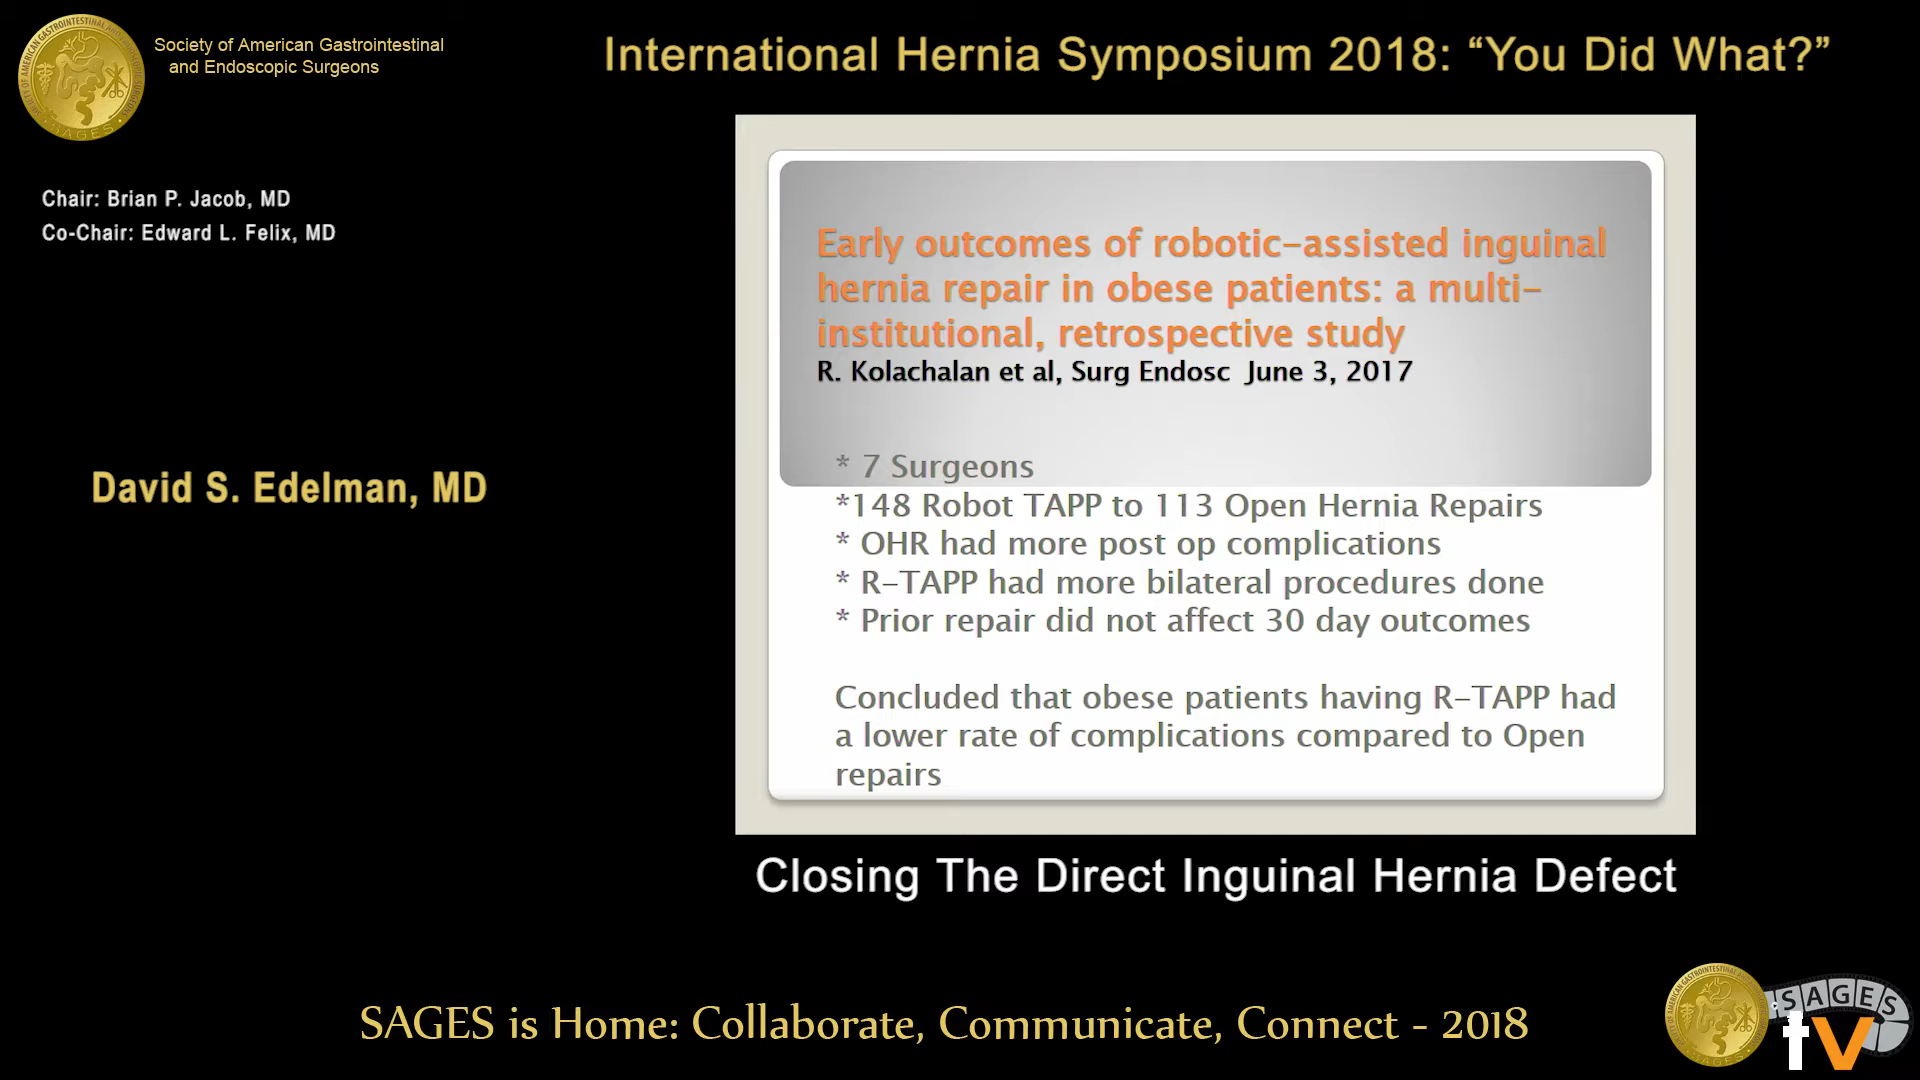 Society of American Gastrointestinal
and Endoscopic Surgeons
International Hernia Symposium 2018: “You Did What?”
Chair: Brian P. Jacob, MD
Co-Chair: Edward L. Felix, MD
David S. Edelman, MD
Early outcomes of robotic-assisted inguinal
hernia repair in obese patients: a multi-
institutional, retrospective study
R. Kolachalan et al, Surg Endosc June 3, 2017
* 7 Surgeons
*148 Robot TAPP to 113 Open Hernia Repairs
* OHR had more post op complications
* R-TAPP had more bilateral procedures done
* Prior repair did not affect 30 day outcomes
Concluded that obese patients having R-TAPP had
a lower rate of complications compared to Open
repairs
Closing The Direct Inguinal Hernia Defect
SAGES is Home: Collaborate, Communicate, Connect - 2018
SAGES
tv